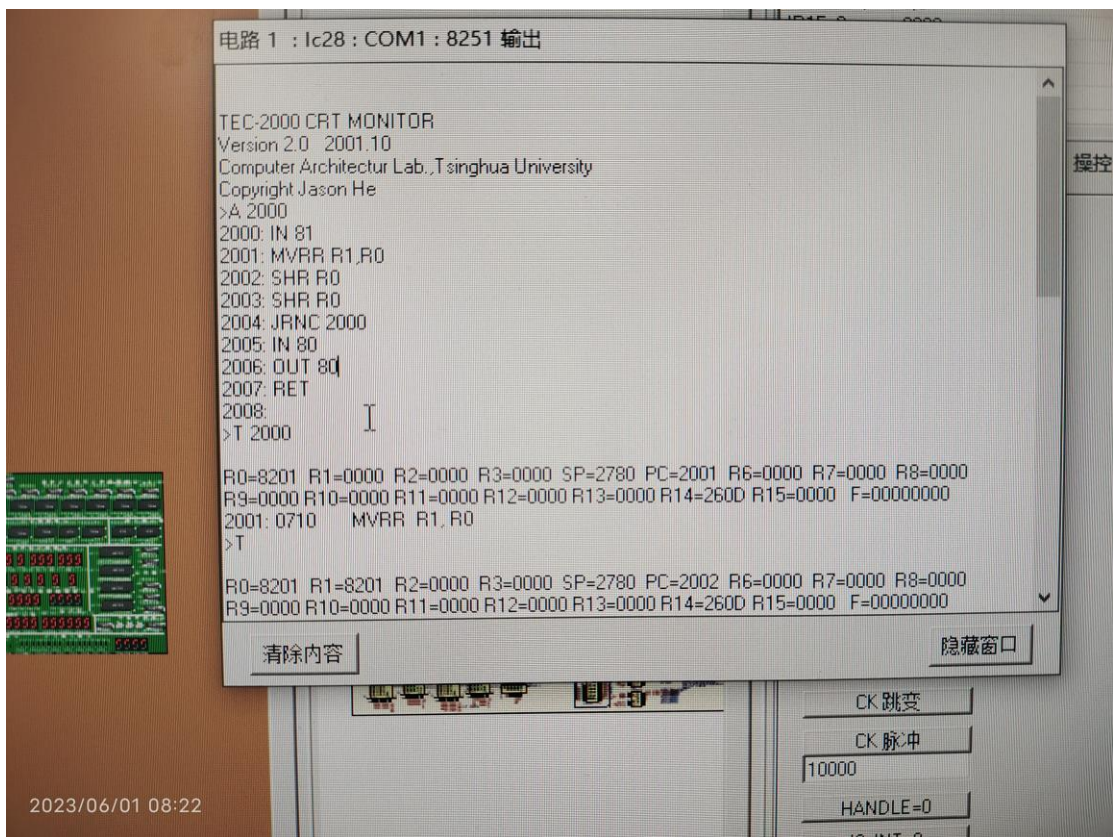 电路 1 : Ic28 : COM1 : 8251 输出
TEC-2000 CRT MONITOR
Version 2.0 2001.10
Computer Architectur Lab.,Tsinghua University
Copyright Jason He
>A 2000
2000: IN 81
2001: MVRR R1,R0
2002: SHR R0
2003: SHR R0
2004: JRNC 2000
2005: IN 80
2006: OUT 80
2007: RET
2008:
>T 2000
R0=8201 R1=0000 R2=0000 R3=0000 SP=2780 PC=2001 R6=0000 R7=0000 R8=0000
R9=0000 R10=0000 R11=0000 R12=0000 R13=0000 R14=260D R15=0000 F=00000000
2001: 0710 MVRR R1, R0
>T
R0=8201 R1=8201 R2=0000 R3=0000 SP=2780 PC=2002 R6=0000 R7=0000 R8=0000
R9=0000 R10=0000 R11=0000 R12=0000 R13=0000 R14=260D R15=0000 F=00000000
清除内容
隐藏窗口
操控
CK 跳变
CK 脉冲
10000
HANDLE=0
2023/06/01 08:22